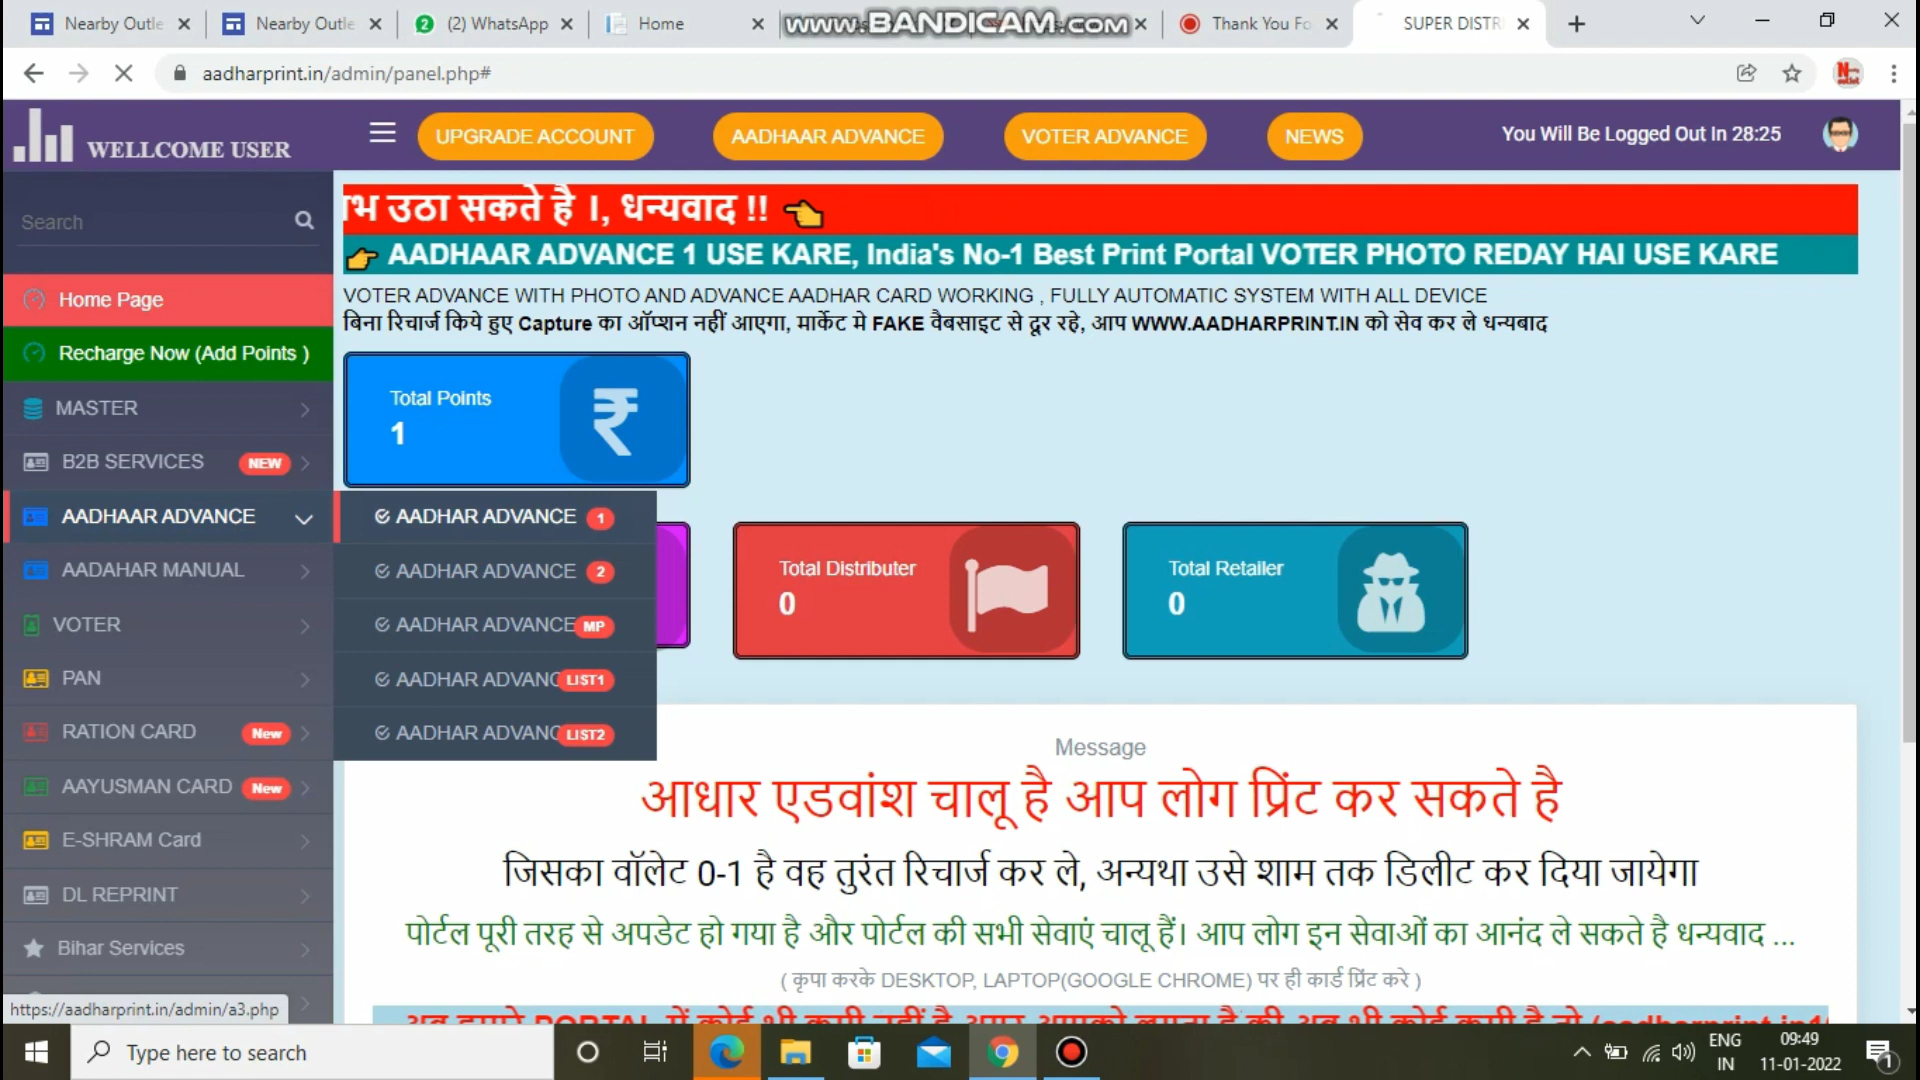 Nearby Outle
Nearby Outle
(2) WhatsApp
Home
www.BANDICAM.com
Thank You Fo
SUPER DISTR
aadharprint.in/admin/panel.php#
WELLCOME USER
UPGRADE ACCOUNT
AADHAAR ADVANCE
VOTER ADVANCE
NEWS
You Will Be Logged Out In 28:25
Search
भ उठा सकते है ।, धन्यवाद !!
AADHAAR ADVANCE 1 USE KARE, India's No-1 Best Print Portal VOTER PHOTO REDAY HAI USE KARE
VOTER ADVANCE WITH PHOTO AND ADVANCE AADHAR CARD WORKING , FULLY AUTOMATIC SYSTEM WITH ALL DEVICE
बिना रिचार्ज किये हुए Capture का ऑप्शन नहीं आएगा, मार्केट मे FAKE वैबसाइट से दूर रहे, आप WWW.AADHARPRINT.IN को सेव कर ले धन्यबाद
Home Page
Recharge Now (Add Points )
MASTER
B2B SERVICES NEW
AADHAAR ADVANCE
AADAHAR MANUAL
VOTER
PAN
RATION CARD New
AAYUSMAN CARD New
E-SHRAM Card
DL REPRINT
Bihar Services
Total Points
1
AADHAR ADVANCE 1
AADHAR ADVANCE 2
AADHAR ADVANCE MP
AADHAR ADVANC LIST1
AADHAR ADVANC LIST2
Total Distributer
0
Total Retailer
0
Message
आधार एडवांश चालू है आप लोग प्रिंट कर सकते है
जिसका वॉलेट 0-1 है वह तुरंत रिचार्ज कर ले, अन्यथा उसे शाम तक डिलीट कर दिया जायेगा
पोर्टल पूरी तरह से अपडेट हो गया है और पोर्टल की सभी सेवाएं चालू हैं। आप लोग इन सेवाओं का आनंद ले सकते है धन्यवाद ...
( कृपा करके DESKTOP, LAPTOP(GOOGLE CHROME) पर ही कार्ड प्रिंट करे )
https://aadharprint.in/admin/a3.php
Type here to search
ENG
IN
09:49
11-01-2022
1